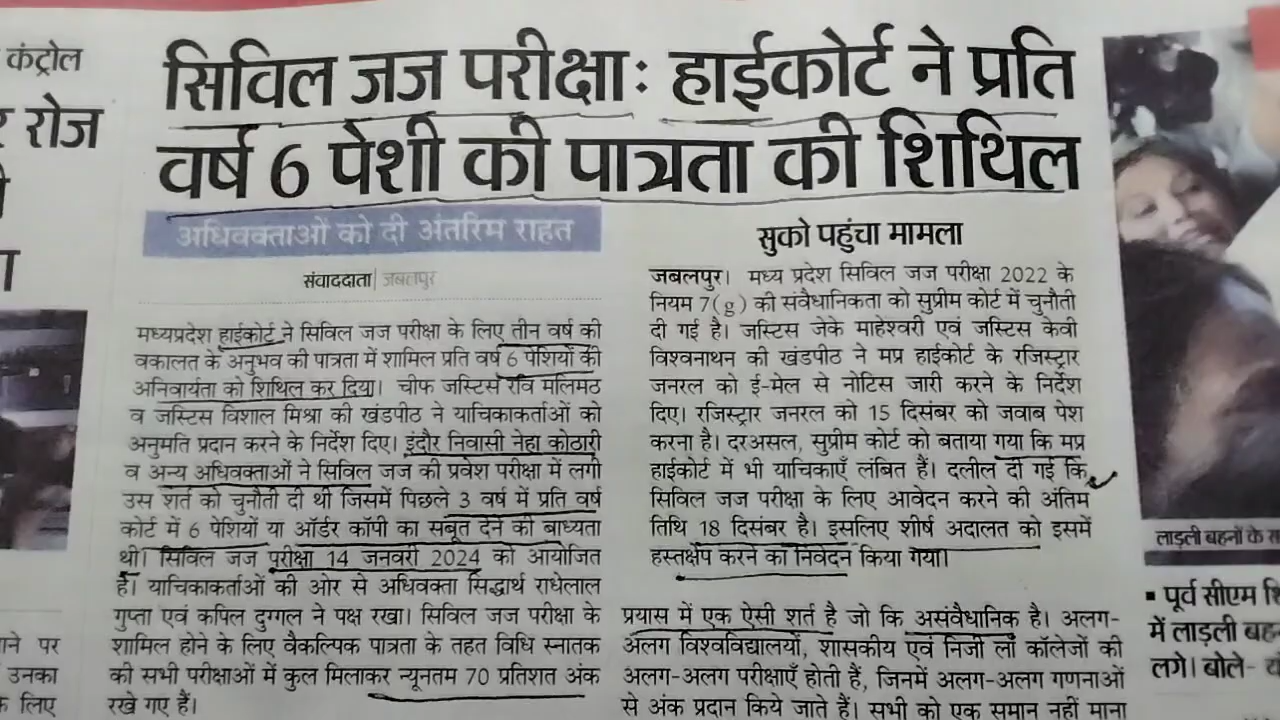 कंट्रोल
रोज
सिविल जज परीक्षाः हाईकोर्ट ने प्रति
वर्ष 6 पेशी की पात्रता की शिथिल
अधिवक्ताओं को दी अंतरिम राहत
संवाददाता| जबलपुर
मध्यप्रदेश हाईकोर्ट ने सिविल जज परीक्षा के लिए तीन वर्ष की
वकालत के अनुभव की पात्रता में शामिल प्रति वर्ष 6 पेशियों की
अनिवार्यता को शिथिल कर दिया। चीफ जस्टिस रवि मलिमठ
व जस्टिस विशाल मिश्रा की खंडपीठ ने याचिकाकर्ताओं को
अनुमति प्रदान करने के निर्देश दिए। इंदौर निवासी नेहा कोठारी
व अन्य अधिवक्ताओं ने सिविल जज की प्रवेश परीक्षा में लगी
उस शर्त को चुनौती दी थी जिसमें पिछले 3 वर्ष में प्रति वर्ष
कोर्ट में 6 पेशियों या ऑर्डर कॉपी का सबूत देने की बाध्यता
थी। सिविल जज परीक्षा 14 जनवरी 2024 को आयोजित
है। याचिकाकर्ताओं की ओर से अधिवक्ता सिद्धार्थ राधेलाल
गुप्ता एवं कपिल दुग्गल ने पक्ष रखा। सिविल जज परीक्षा के
शामिल होने के लिए वैकल्पिक पात्रता के तहत विधि स्नातक
की सभी परीक्षाओं में कुल मिलाकर न्यूनतम 70 प्रतिशत अंक
रखे गए हैं।
सुको पहुंचा मामला
जबलपुर। मध्य प्रदेश सिविल जज परीक्षा 2022 के
नियम 7(g) की संवैधानिकता को सुप्रीम कोर्ट में चुनौती
दी गई है। जस्टिस जेके माहेश्वरी एवं जस्टिस केवी
विश्वनाथन की खंडपीठ ने मप्र हाईकोर्ट के रजिस्ट्रार
जनरल को ई-मेल से नोटिस जारी करने के निर्देश
दिए। रजिस्ट्रार जनरल को 15 दिसंबर को जवाब पेश
करना है। दरअसल, सुप्रीम कोर्ट को बताया गया कि मप्र
हाईकोर्ट में भी याचिकाएँ लंबित हैं। दलील दी गई कि
सिविल जज परीक्षा के लिए आवेदन करने की अंतिम
तिथि 18 दिसंबर है। इसलिए शीर्ष अदालत को इसमें
हस्तक्षेप करने का निवेदन किया गया।
प्रयास में एक ऐसी शर्त है जो कि असंवैधानिक है। अलग-
अलग विश्वविद्यालयों, शासकीय एवं निजी लॉ कॉलेजों की
अलग-अलग परीक्षाएँ होती हैं, जिनमें अलग-अलग गणनाओं
से अंक प्रदान किये जाते हैं। सभी को एक समान नहीं माना
लाड़ली बहनों के
▪ पूर्व सीएम
में लाड़ली
लगे। बोले-
पर
उनका
लिए